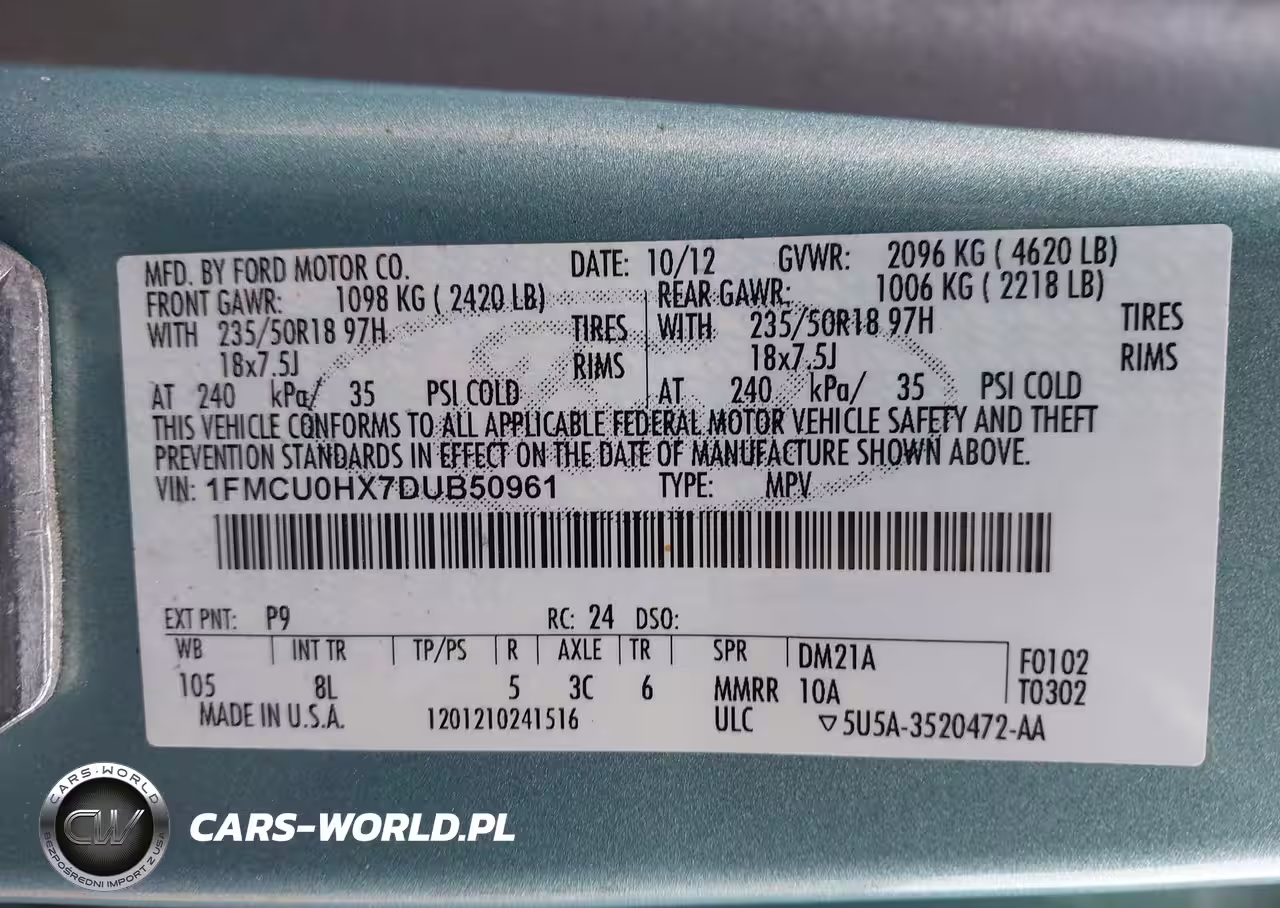 MFD. BY FORD MOTOR CO. DATE: 10/12 GVWR: 2096 KG ( 4620 LB)
FRONT GAWR: 1098 KG ( 2420 LB) REAR GAWR: 1006 KG ( 2218 LB)
WITH 235/50R18 97H TIRES WITH 235/50R18 97H TIRES
18x7.5J RIMS 18x7.5J RIMS
AT 240 kPa/ 35 PSI COLD AT 240 kPa/ 35 PSI COLD
THIS VEHICLE CONFORMS TO ALL APPLICABLE FEDERAL MOTOR VEHICLE SAFETY AND THEFT
PREVENTION STANDARDS IN EFFECT ON THE DATE OF MANUFACTURE SHOWN ABOVE.
VIN: 1FMCU0HX7DUB50961 TYPE: MPV
EXT PNT: P9 RC: 24 DSO:
WB INT TR TP/PS R AXLE TR SPR DM21A F0102
105 8L 5 3C 6 MMRR 10A T0302
MADE IN U.S.A. 1201210241516 ULC ▽5U5A-3520472-AA
CARS-WORLD
CW
BEZPOŚREDNI IMPORT Z USA
CARS-WORLD.PL